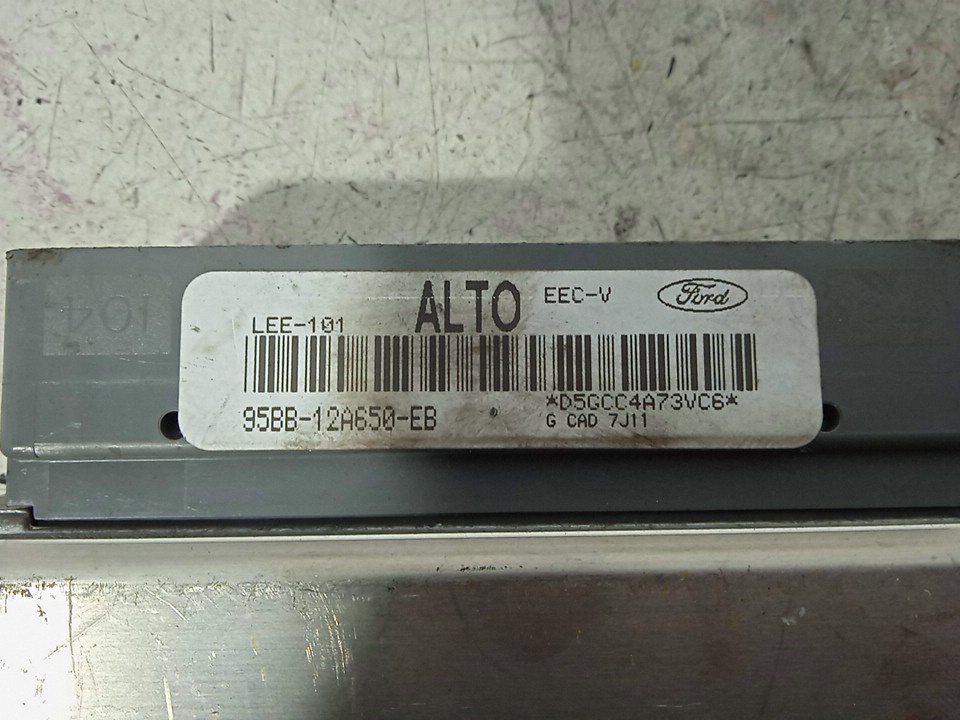 ALTO EEC-V Ford
LEE-101
*D5GCC4A73VC6*
95BB-12A650-EB
G CAD 7J11
104